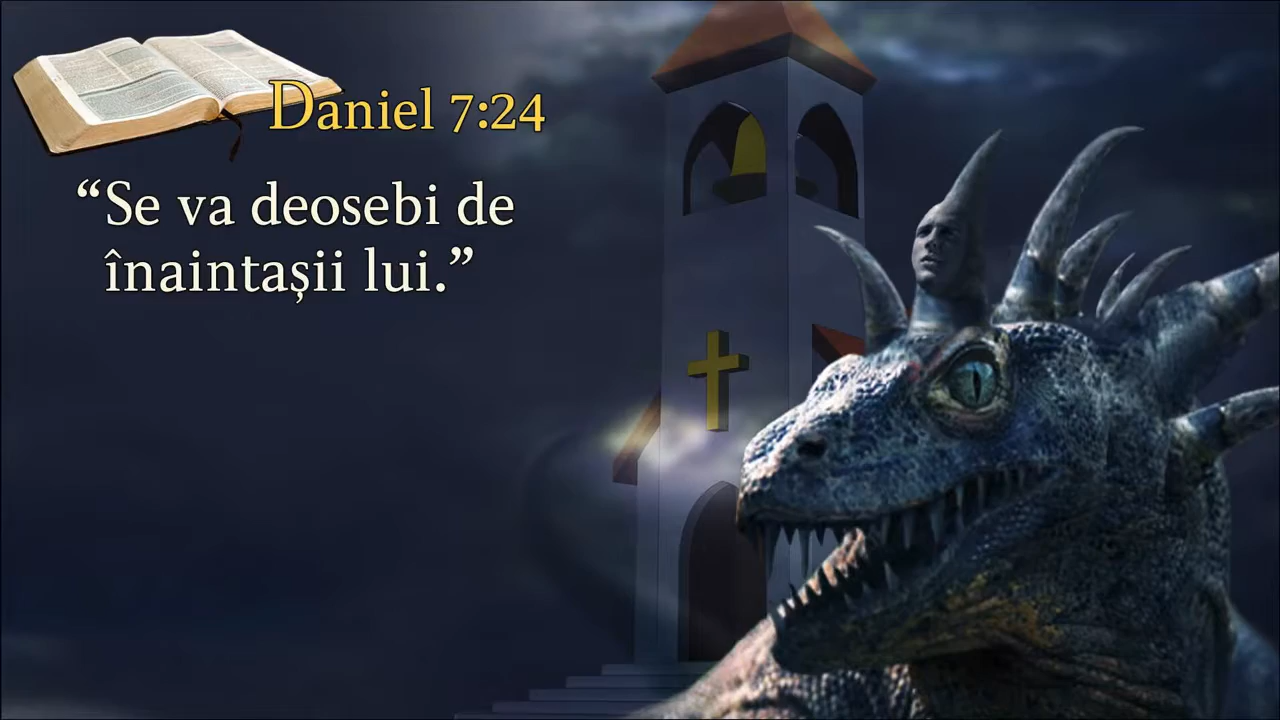 Daniel 7:24
“Se va deosebi de
înaintașii lui.”